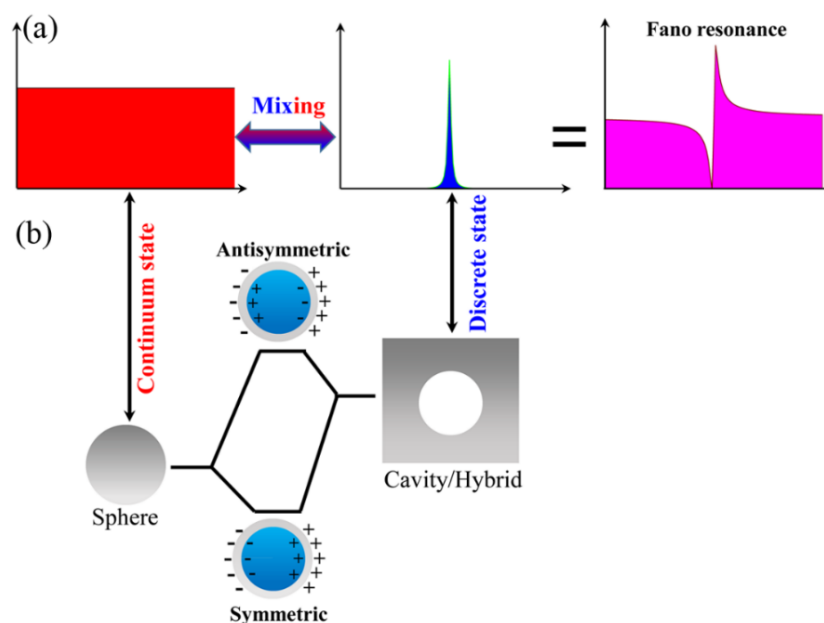 (a)
Mixing
=
Fano resonance
(b)
Continuum state
Antisymmetric
- - - - -
+ + +
- - -
+ + + + +
Discrete state
Sphere
Cavity/Hybrid
- - - - -
- - -
+ + +
+ + + + +
Symmetric